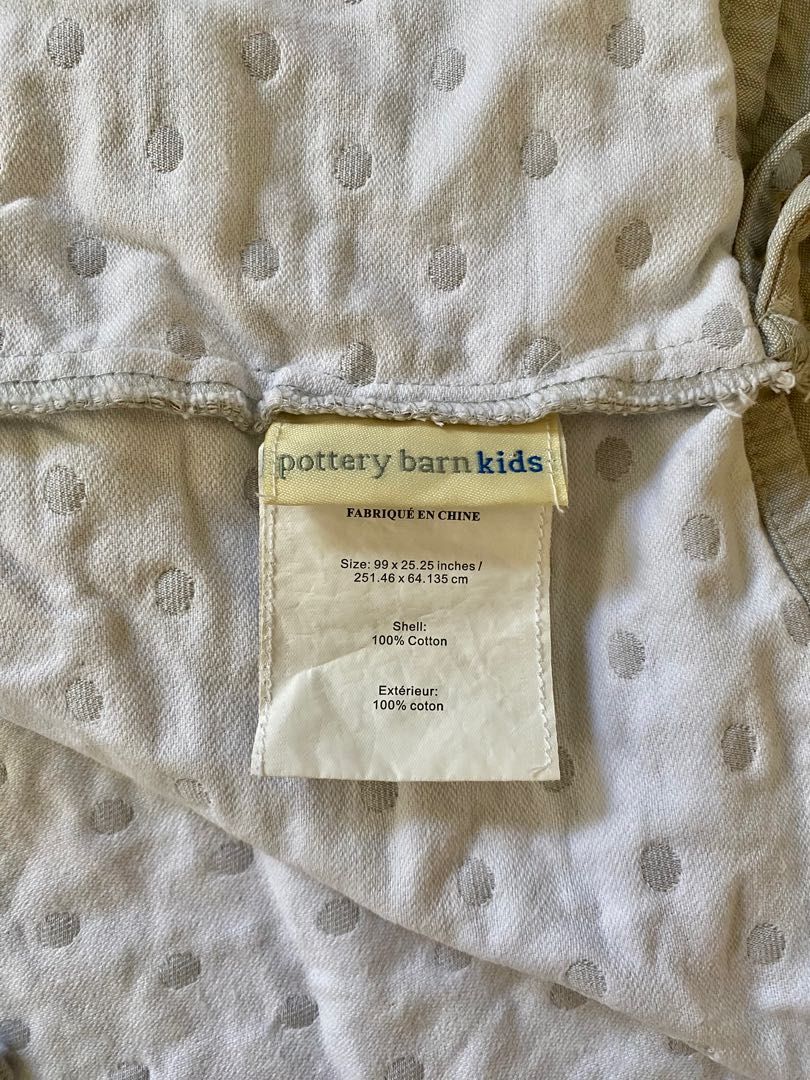 pottery barn kids
FABRIQUÉ EN CHINE
Size: 99 x 25.25 inches /
251.46 x 64.135 cm
Shell:
100% Cotton
Extérieur:
100% coton